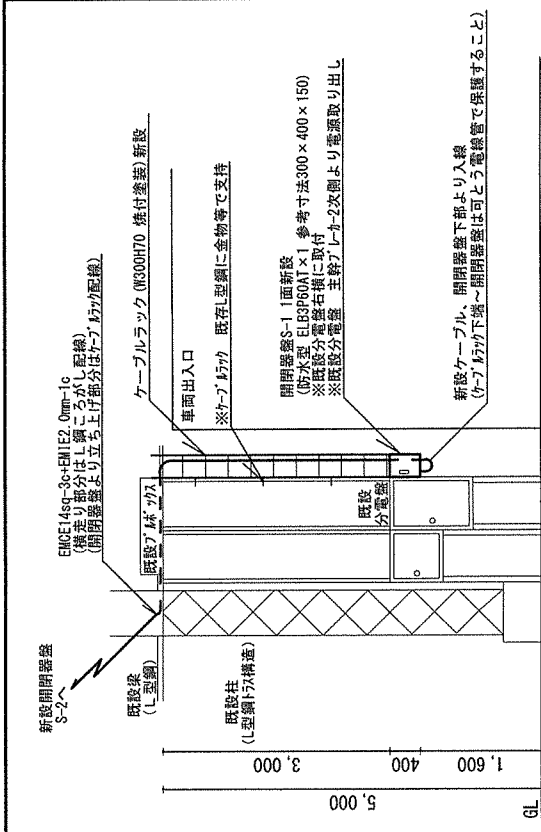 新設開閉器盤
S-2へ
EMCE14sq-3c+EMIE2.0mm-1c
(横走り部分はL鋼ころがし配線)
(開閉器盤より立ち上げ部分はケーブルラック配線)
既設梁
(L型鋼)
既設プルボックス
ケーブルラック(W300H70 焼付塗装)新設
車両出入口
※ケーブルラック 既存L型鋼に金物等で支持
既設柱
(L型鋼トラス構造)
既設
分電盤
開閉器盤S-1 1面新設
(防水型 ELB3P60AT×1 参考寸法300×400×150)
※既設分電盤右横に取付
※既設分電盤 主幹ブレーカー2次側より電源取り出し
新設ケーブル、開閉器盤下部より入線
(ケーブルラック下端~開閉器盤は可とう電線管で保護すること)
3,000
400
1,600
5,000
GL